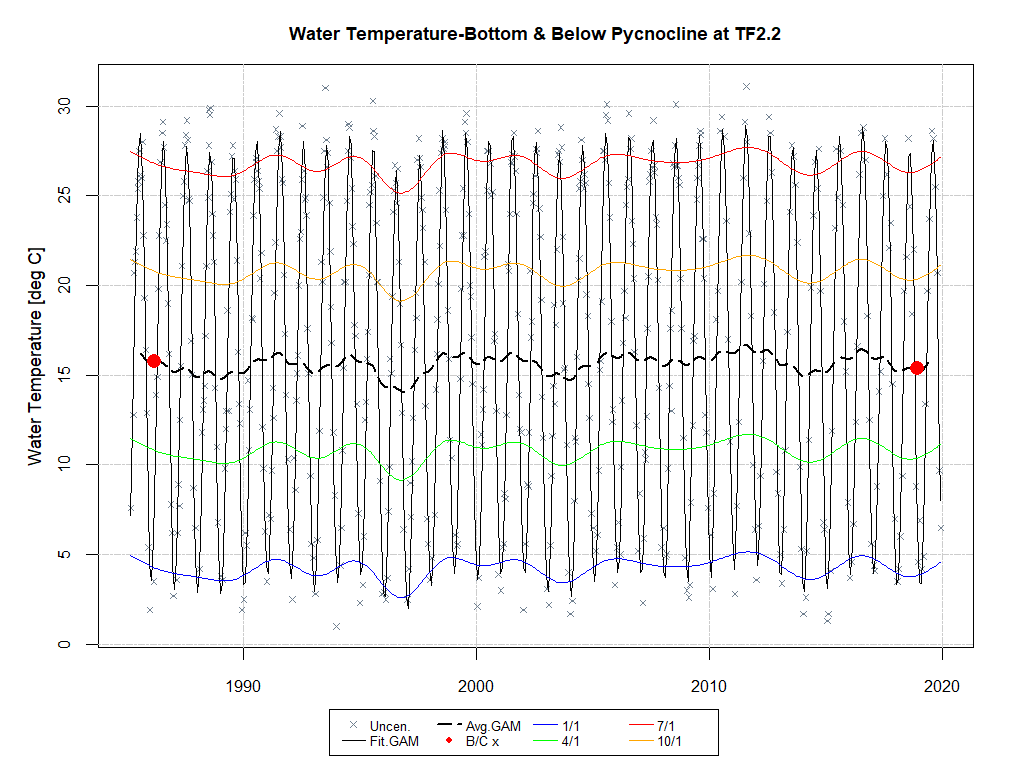 Water Temperature-Bottom & Below Pycnocline at TF2.2
Water Temperature [deg C]
30
25
20
15
10
5
0
1990 2000 2010 2020
Uncen. Avg.GAM 1/1 7/1
Fit.GAM B/C x 4/1 10/1